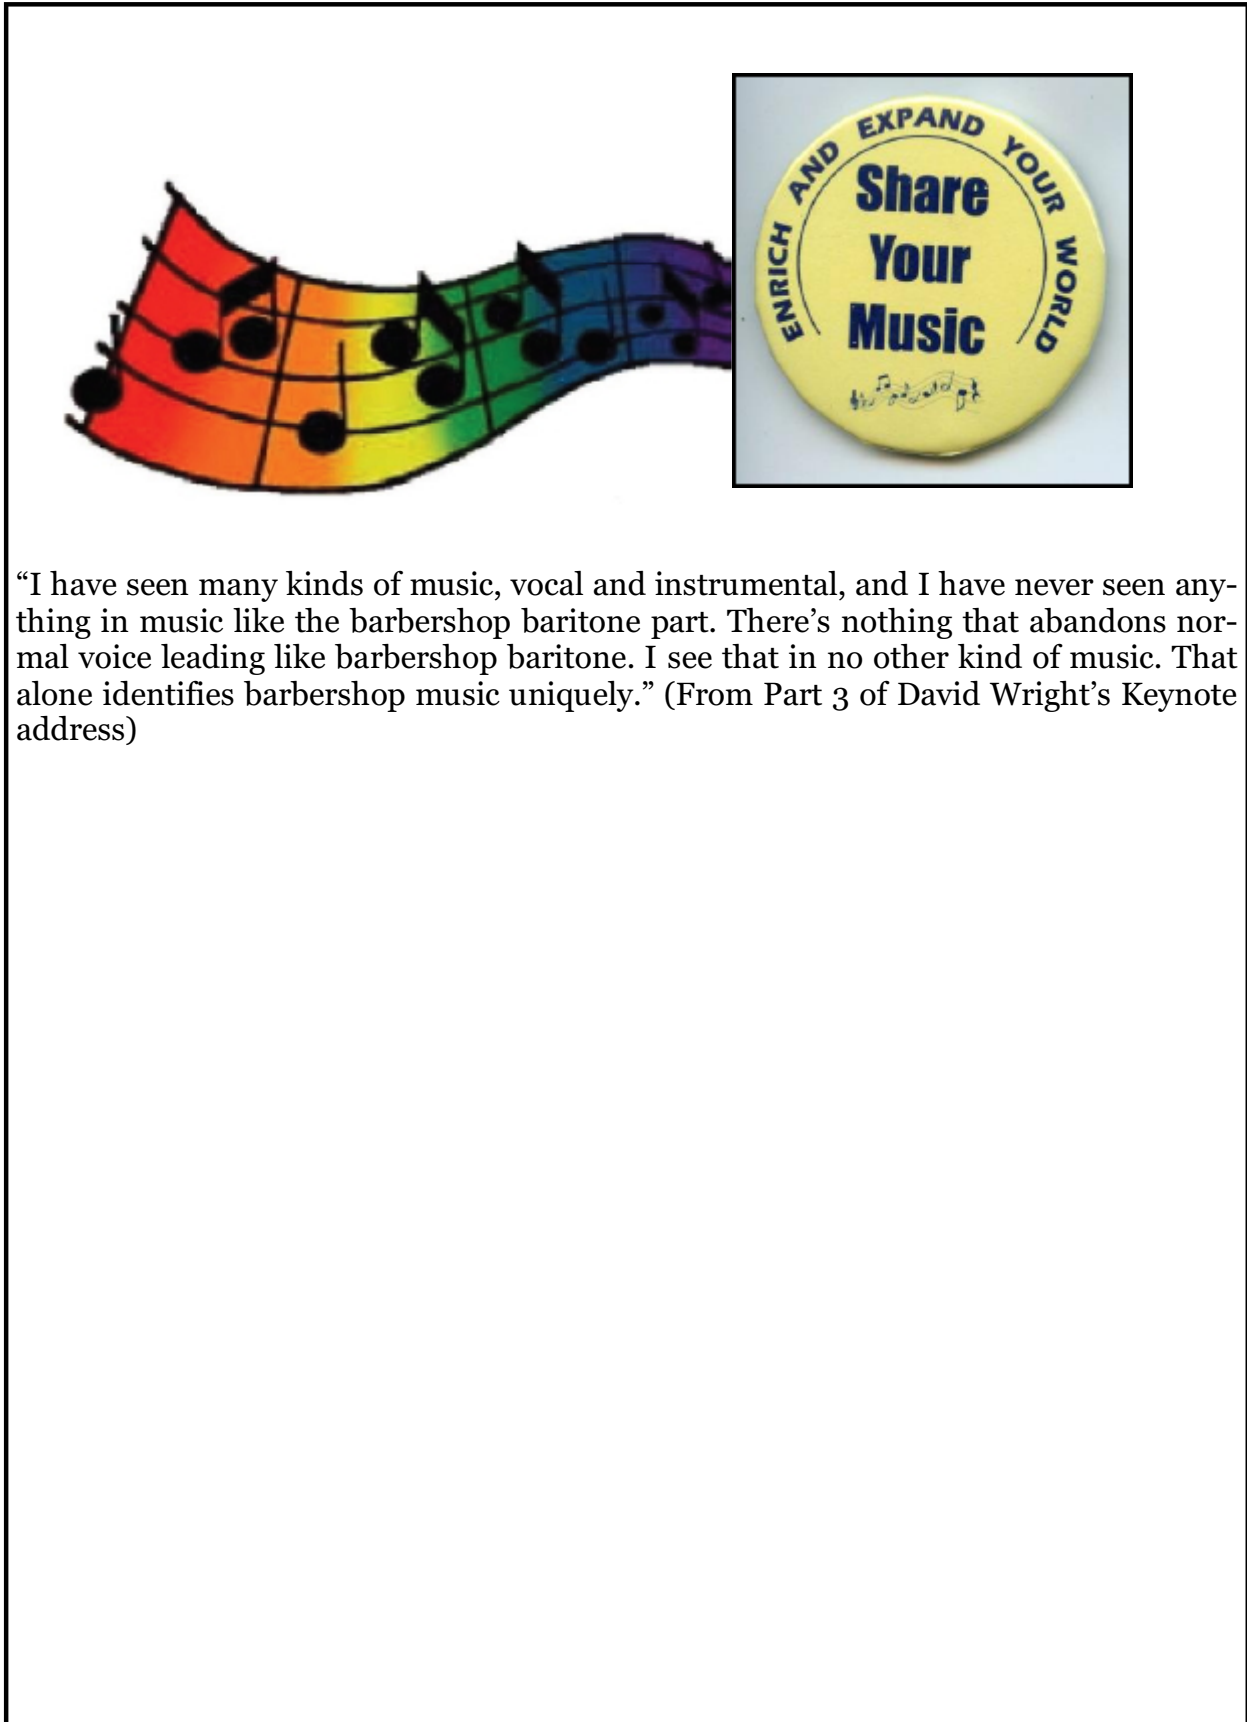 ENRICH AND EXPAND YOUR WORLD
Share
Your
Music
“I have seen many kinds of music, vocal and instrumental, and I have never seen any-
thing in music like the barbershop baritone part. There’s nothing that abandons nor-
mal voice leading like barbershop baritone. I see that in no other kind of music. That
alone identifies barbershop music uniquely.” (From Part 3 of David Wright’s Keynote
address)